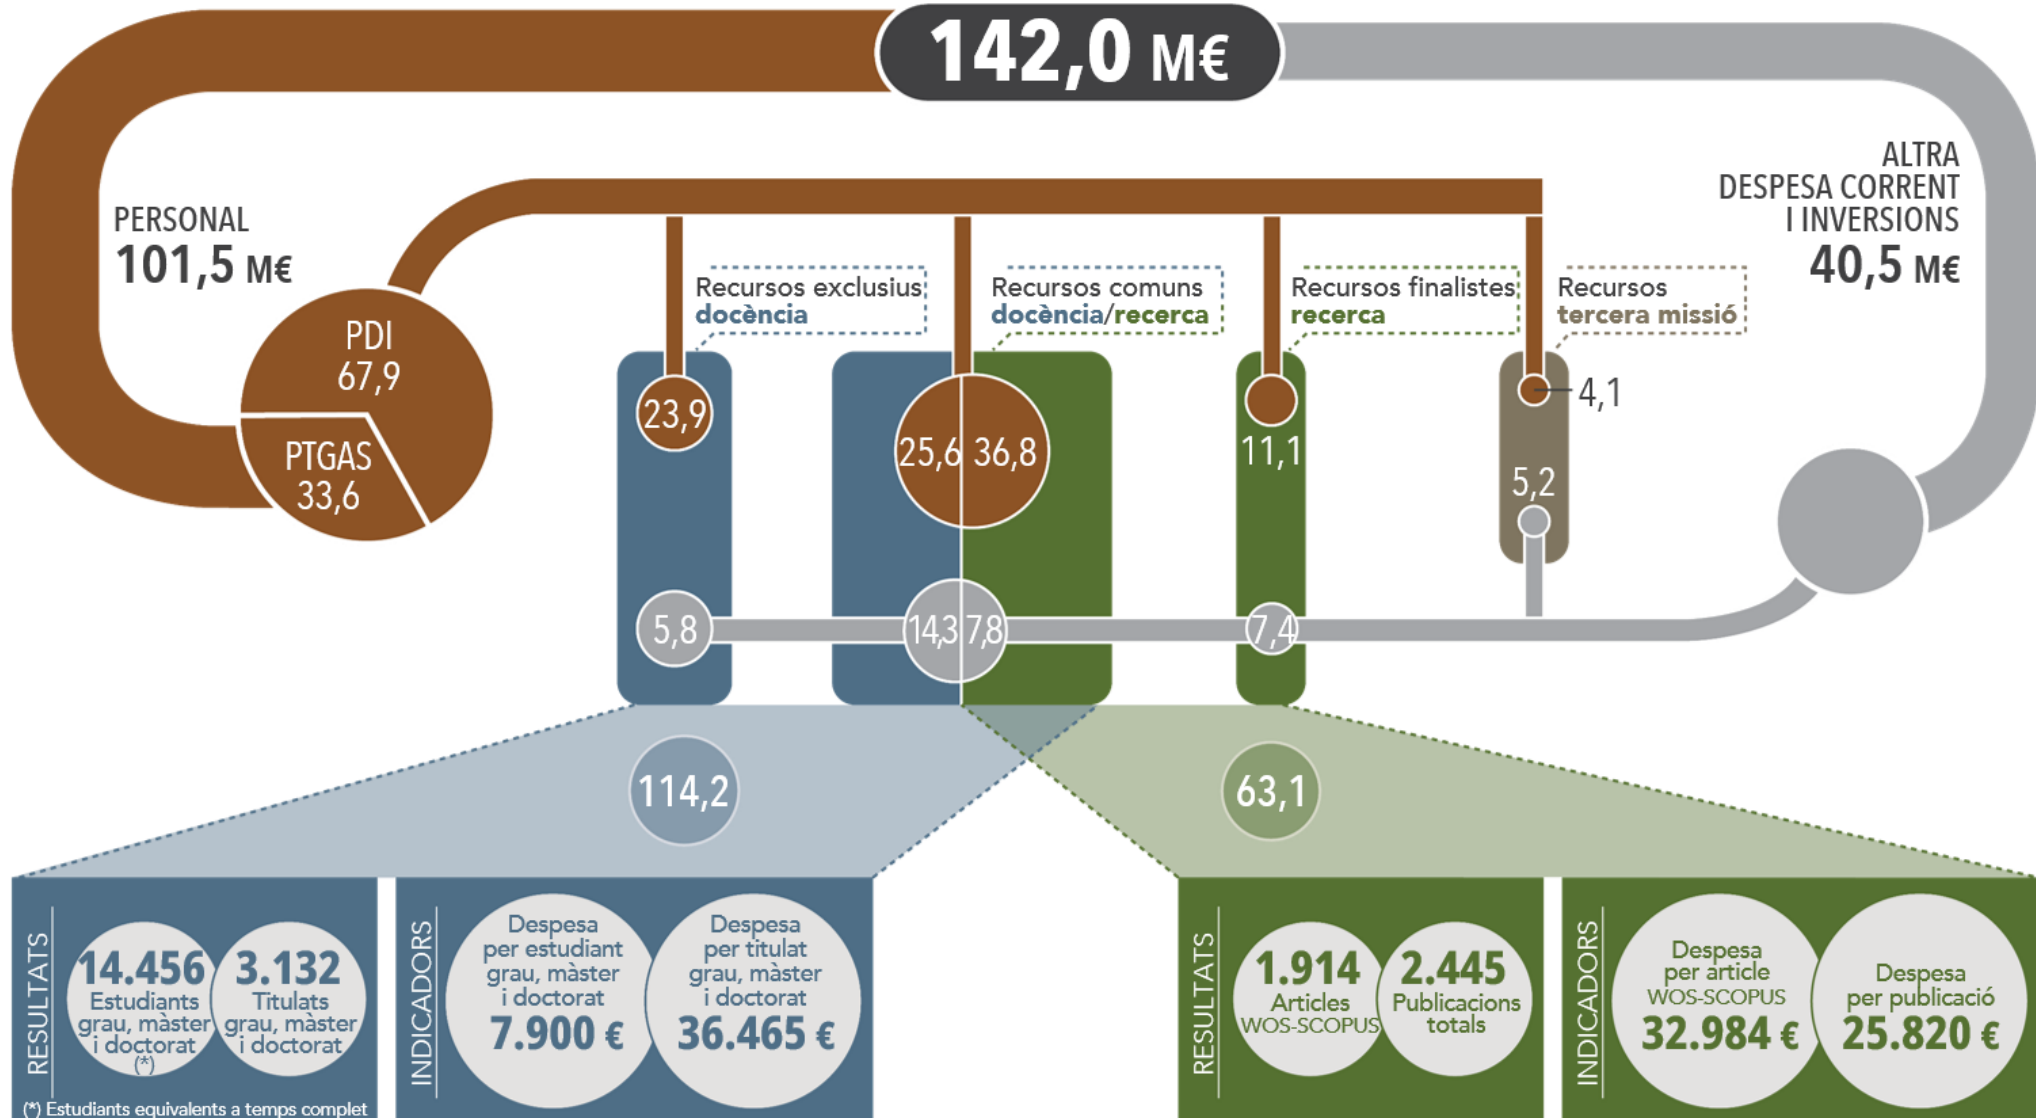 142,0 M€
PERSONAL
101,5 M€
ALTRA
DESPESA CORRENT
I INVERSIONS
40,5 M€
PDI
67,9
PTGAS
33,6
Recursos exclusius
docència
Recursos comuns
docència/recerca
Recursos finalistes
recerca
Recursos
tercera missió
23,9
25,6 36,8
11,1
4,1
5,2
5,8
14,3 7,8
7,4
114,2
63,1
RESULTATS
14.456
Estudiants
grau, màster
i doctorat
(*)
3.132
Titulats
grau, màster
i doctorat
(*) Estudiants equivalents a temps complet
INDICADORS
Despesa
per estudiant
grau, màster
i doctorat
7.900 €
Despesa
per titulat
grau, màster
i doctorat
36.465 €
RESULTATS
1.914
Articles
WOS-SCOPUS
2.445
Publicacions
totals
INDICADORS
Despesa
per article
WOS-SCOPUS
32.984 €
Despesa
per publicació
25.820 €